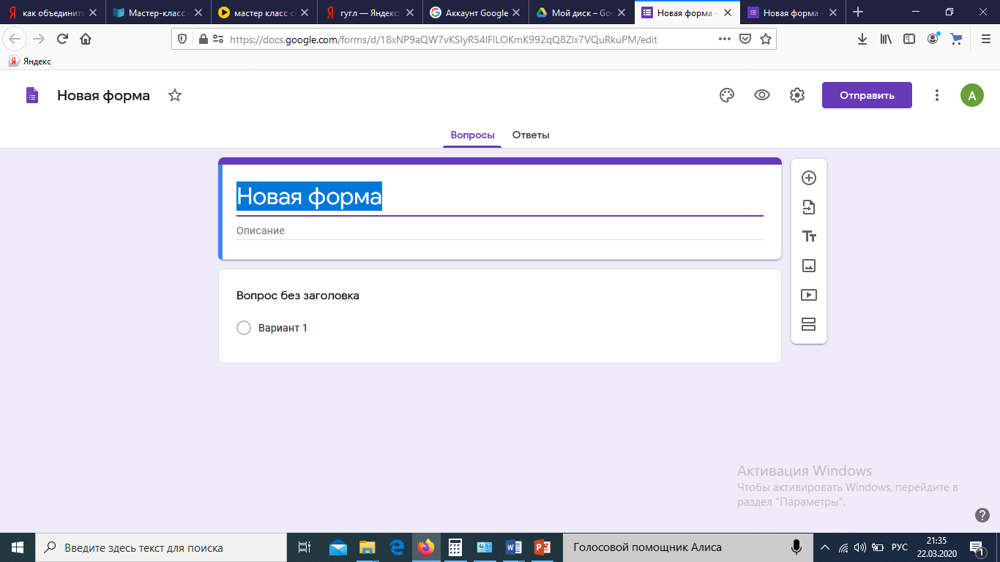 как объединить
Мастер-класс
мастер класс с
гугл — Яндекс:
Аккаунт Google
Мой диск – Goo
Новая форма -
Новая форма -
https://docs.google.com/forms/d/18xNP9aQW7vKSlyR54lFlLOKmK992qQ8Zlx7VQuRkuPM/edit
Яндекс
Новая форма
Отправить
А
Вопросы
Ответы
Новая форма
Описание
Вопрос без заголовка
Вариант 1
Активация Windows
Чтобы активировать Windows, перейдите в
раздел "Параметры".
Введите здесь текст для поиска
Голосовой помощник Алиса
РУС
21:35
22.03.2020
1